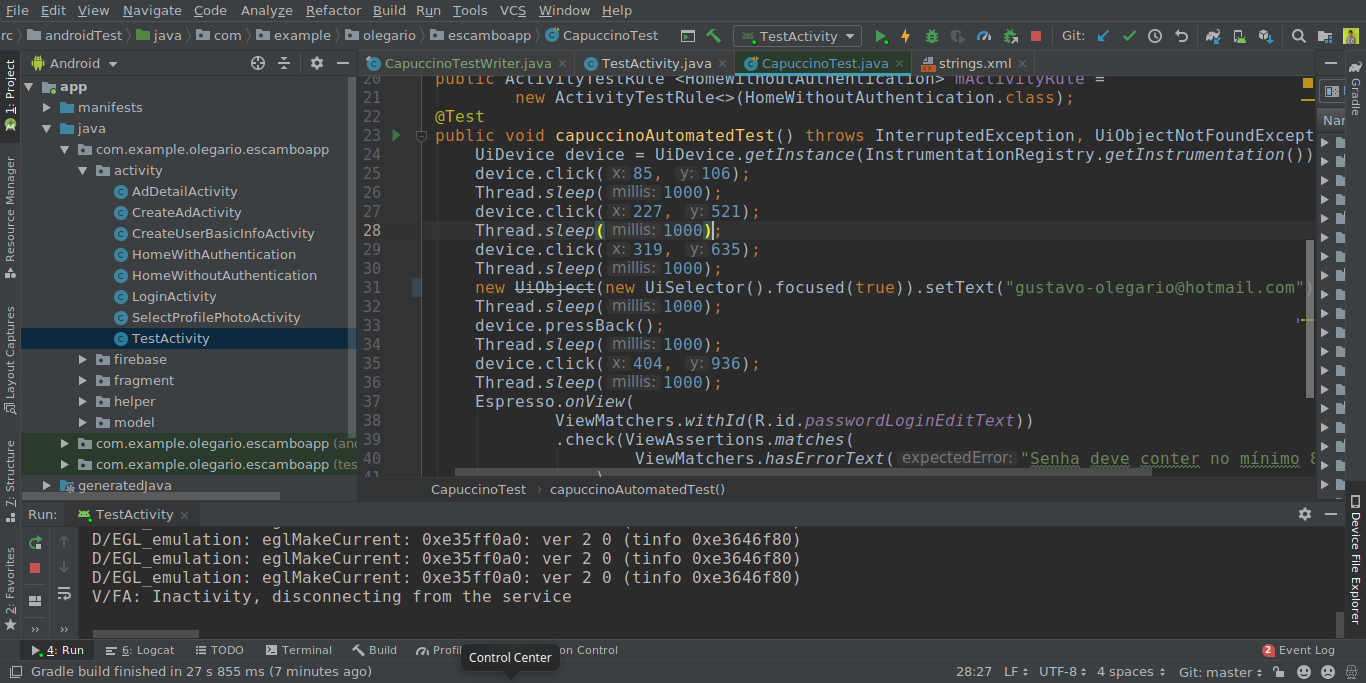 File Edit View Navigate Code Analyze Refactor Build Run Tools VCS Window Help
rc androidTest java com example olegario escamboapp CapuccinoTest TestActivity Git:
Android
CapuccinoTestWriter.java TestActivity.java CapuccinoTest.java strings.xml
1: Project
Resource Manager
Layout Captures
7: Structure
2: Favorites
app
manifests
java
com.example.olegario.escamboapp
activity
AdDetailActivity
CreateAdActivity
CreateUserBasicInfoActivity
HomeWithAuthentication
HomeWithoutAuthentication
LoginActivity
SelectProfilePhotoActivity
TestActivity
firebase
fragment
helper
model
com.example.olegario.escamboapp (and
com.example.olegario.escamboapp (tes
generatedJava
20 public ActivityTestRule <HomeWithoutAuthentication> mActivityRule =
21 new ActivityTestRule<>(HomeWithoutAuthentication.class);
22 @Test
23 public void capuccinoAutomatedTest() throws InterruptedException, UiObjectNotFoundExcept
24 UiDevice device = UiDevice.getInstance(InstrumentationRegistry.getInstrumentation())
25 device.click( x: 85, y: 106);
26 Thread.sleep( millis: 1000);
27 device.click( x: 227, y: 521);
28 Thread.sleep( millis: 1000);
29 device.click( x: 319, y: 635);
30 Thread.sleep( millis: 1000);
31 new UiObject(new UiSelector().focused(true)).setText("gustavo-olegario@hotmail.com")
32 Thread.sleep( millis: 1000);
33 device.pressBack();
34 Thread.sleep( millis: 1000);
35 device.click( x: 404, y: 936);
36 Thread.sleep( millis: 1000);
37 Espresso.onView(
38 ViewMatchers.withId(R.id.passwordLoginEditText))
39 .check(ViewAssertions.matches(
40 ViewMatchers.hasErrorText( expectedError: "Senha deve conter no mínimo 8
41 )
CapuccinoTest capuccinoAutomatedTest()
Nar
Gradle
Device File Explorer
Run: TestActivity
D/EGL_emulation: eglMakeCurrent: 0xe35ff0a0: ver 2 0 (tinfo 0xe3646f80)
D/EGL_emulation: eglMakeCurrent: 0xe35ff0a0: ver 2 0 (tinfo 0xe3646f80)
D/EGL_emulation: eglMakeCurrent: 0xe35ff0a0: ver 2 0 (tinfo 0xe3646f80)
V/FA: Inactivity, disconnecting from the service
4: Run 6: Logcat TODO Terminal Build Profil on Control 2 Event Log
Control Center
Gradle build finished in 27 s 855 ms (7 minutes ago) 28:27 LF UTF-8 4 spaces Git: master